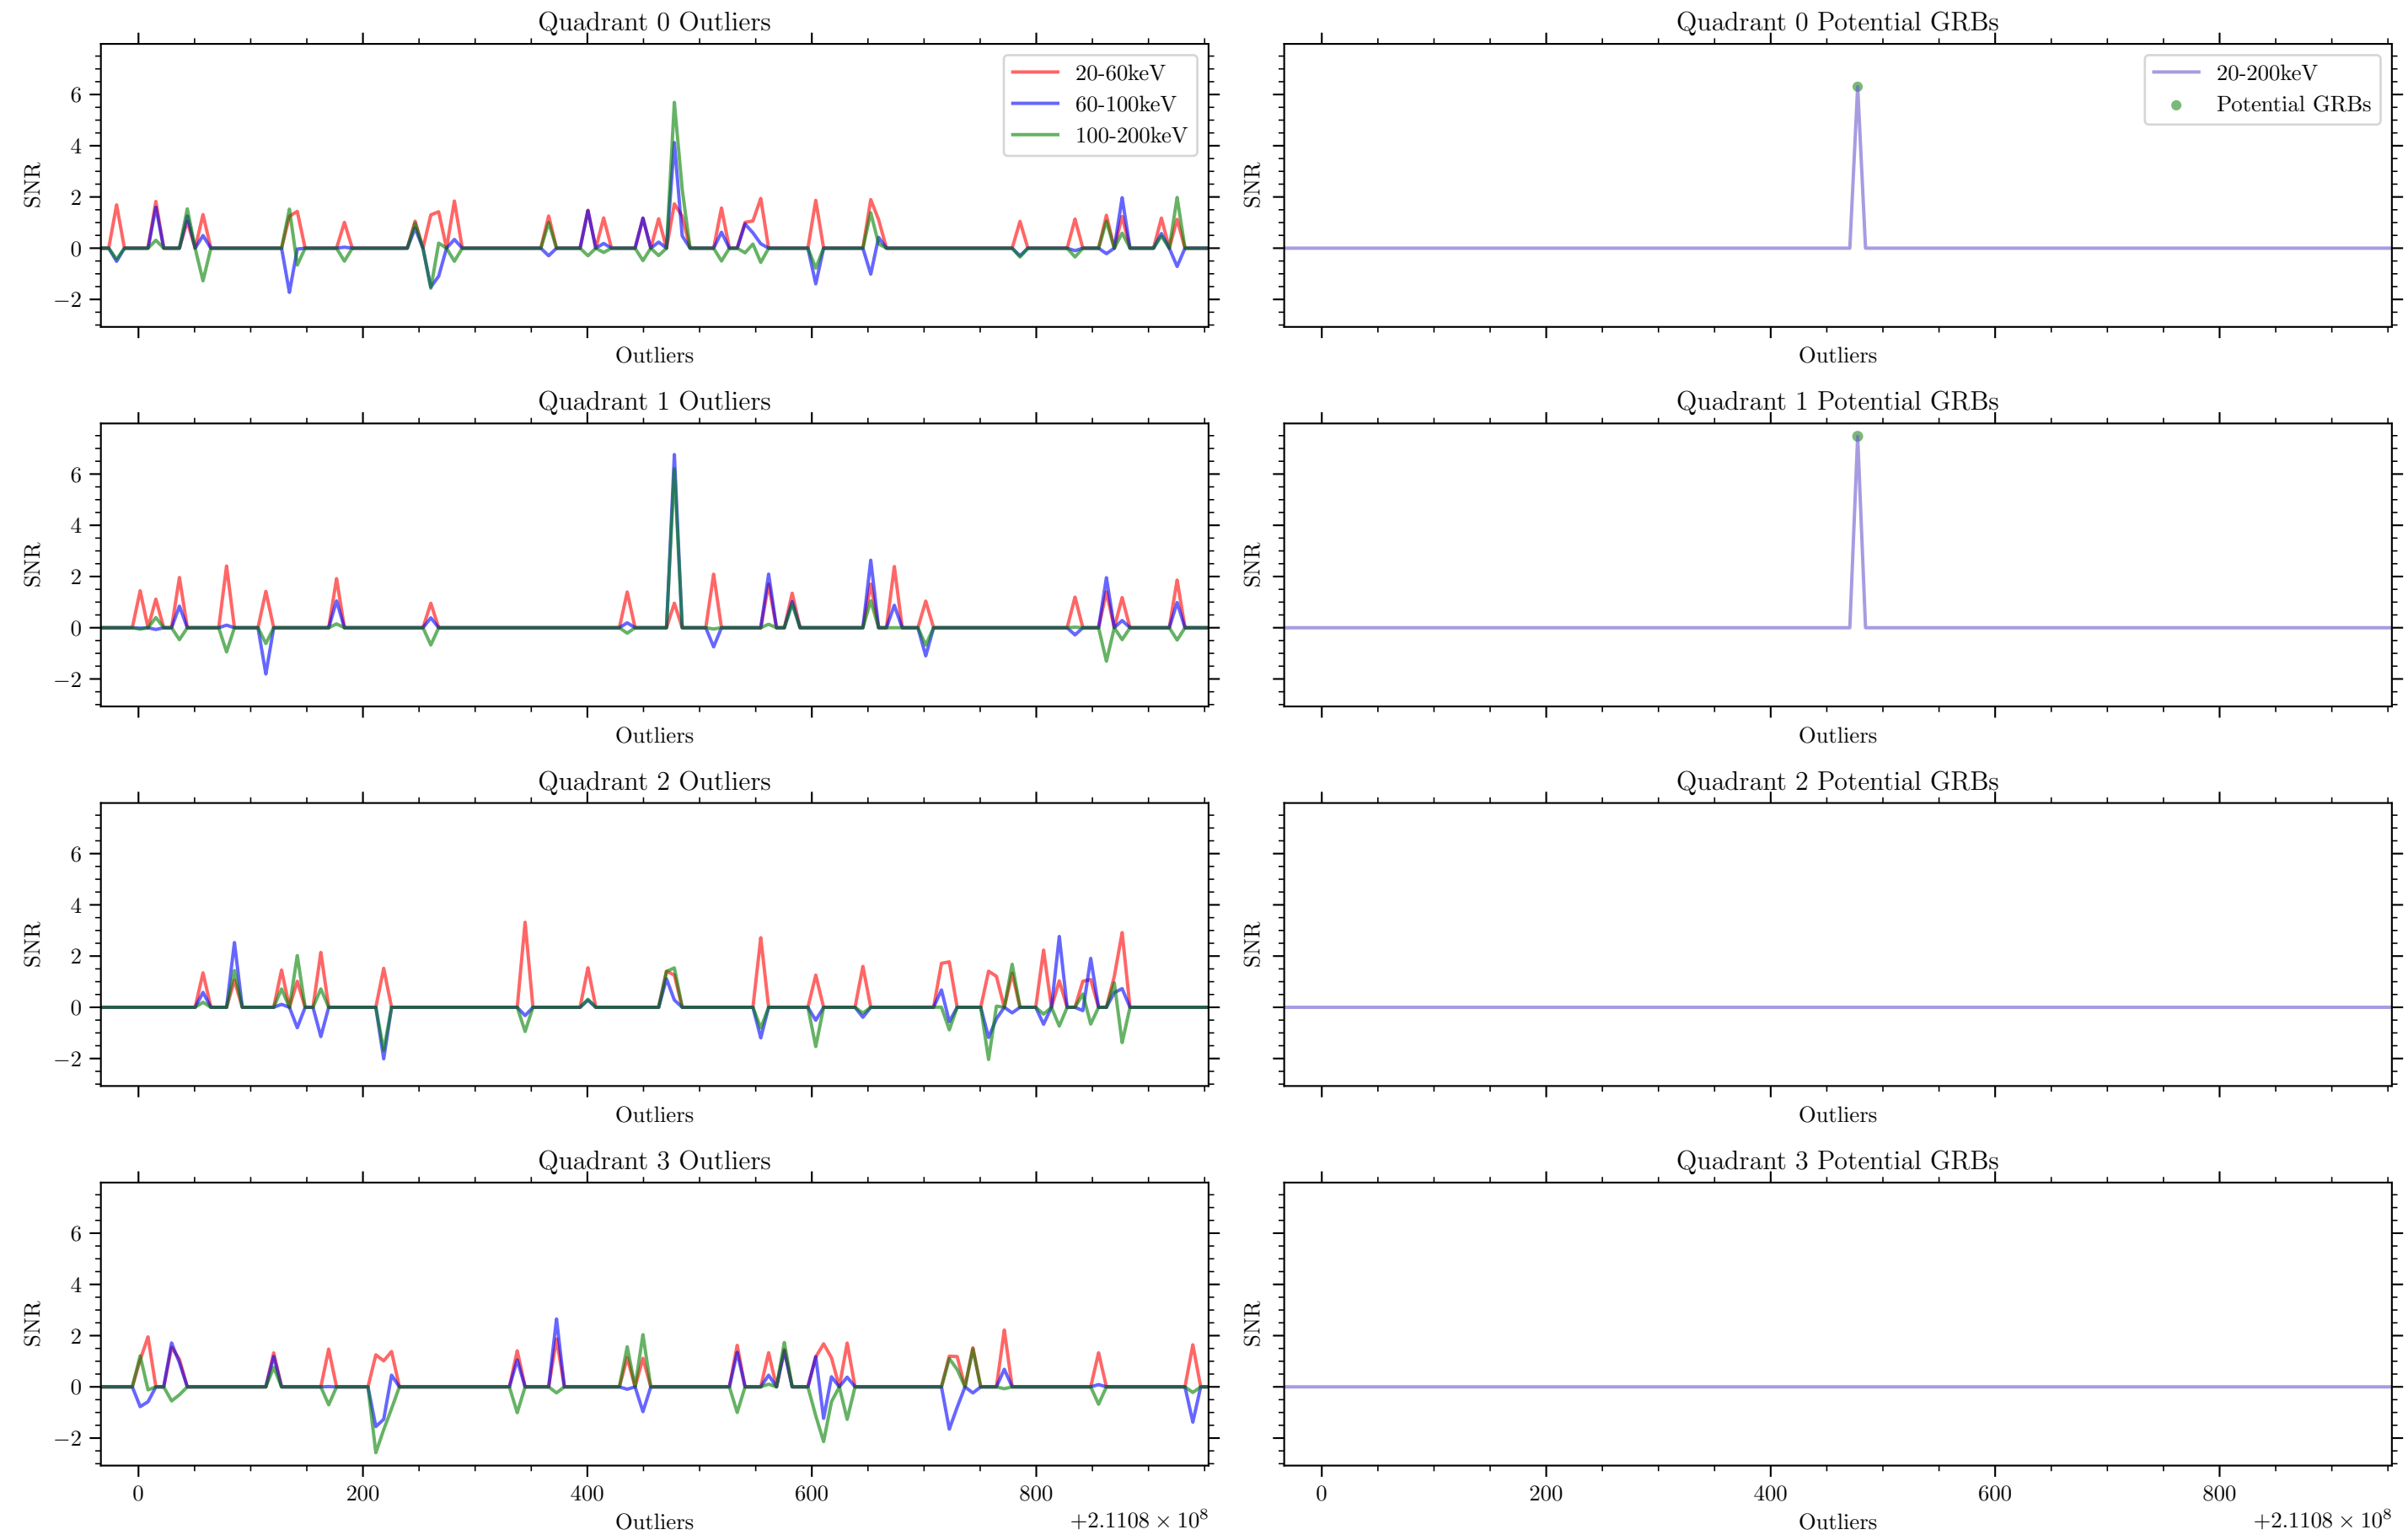 Quadrant 0 Outliers
SNR
6
4
2
0
−2
20-60keV
60-100keV
100-200keV
Outliers
Quadrant 0 Potential GRBs
SNR
20-200keV
Potential GRBs
Outliers
Quadrant 1 Outliers
SNR
6
4
2
0
−2
Outliers
Quadrant 1 Potential GRBs
SNR
Outliers
Quadrant 2 Outliers
SNR
6
4
2
0
−2
Outliers
Quadrant 2 Potential GRBs
SNR
Outliers
Quadrant 3 Outliers
SNR
6
4
2
0
−2
0 200 400 600 800
Outliers
+2.1108 × 10⁸
Quadrant 3 Potential GRBs
SNR
0 200 400 600 800
Outliers
+2.1108 × 10⁸